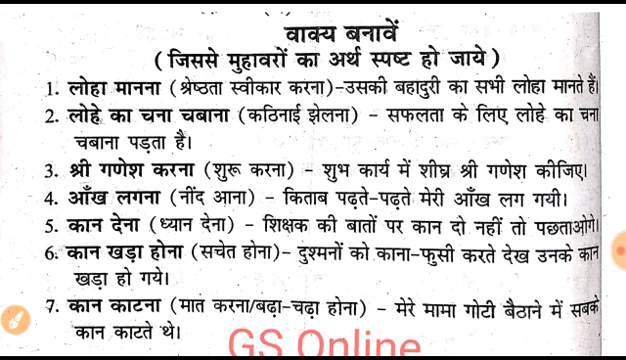 वाक्य बनावें
( जिससे मुहावरों का अर्थ स्पष्ट हो जाये )
1. लोहा मानना (श्रेष्ठता स्वीकार करना)-उसकी बहादुरी का सभी लोहा मानते हैं।
2. लोहे का चना चबाना (कठिनाई झेलना) - सफलता के लिए लोहे का चना
चबाना पड़ता है।
3. श्री गणेश करना (शुरू करना) - शुभ कार्य में शीघ्र श्री गणेश कीजिए।
4. आँख लगना (नींद आना) - किताब पढ़ते-पढ़ते मेरी आँख लग गयी।
5. कान देना (ध्यान देना) - शिक्षक की बातों पर कान दो नहीं तो पछताओगे।
6. कान खड़ा होना (सचेत होना)- दुश्मनों को काना-फुसी करते देख उनके कान
खड़ा हो गये।
7. कान काटना (मात करना/बढ़ा-चढ़ा होना) - मेरे मामा गोटी बैठाने में सबके
कान काटते थे।
GS Online